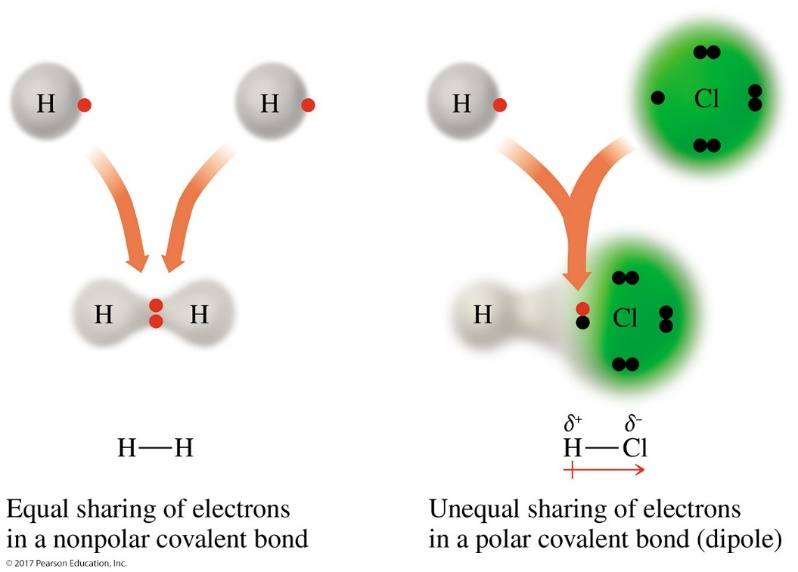 H
H
H
Cl
H
H
H
Cl
H—H
δ+ δ−
H—Cl
Equal sharing of electrons
in a nonpolar covalent bond
Unequal sharing of electrons
in a polar covalent bond (dipole)
© 2017 Pearson Education, Inc.